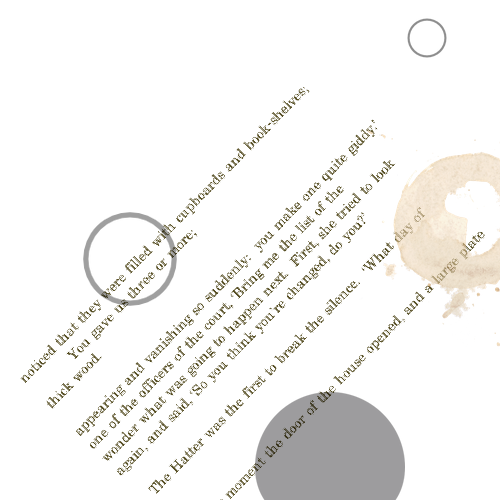 noticed that they were filled with cupboards and book-shelves;
You gave us three or more;
thick wood.
appearing and vanishing so suddenly: you make one quite giddy.'
one of the officers of the court, 'Bring me the list of the
wonder what was going to happen next. First, she tried to look
again, and said, 'So you think you're changed, do you?'
The Hatter was the first to break the silence. 'What day of
moment the door of the house opened, and a large plate